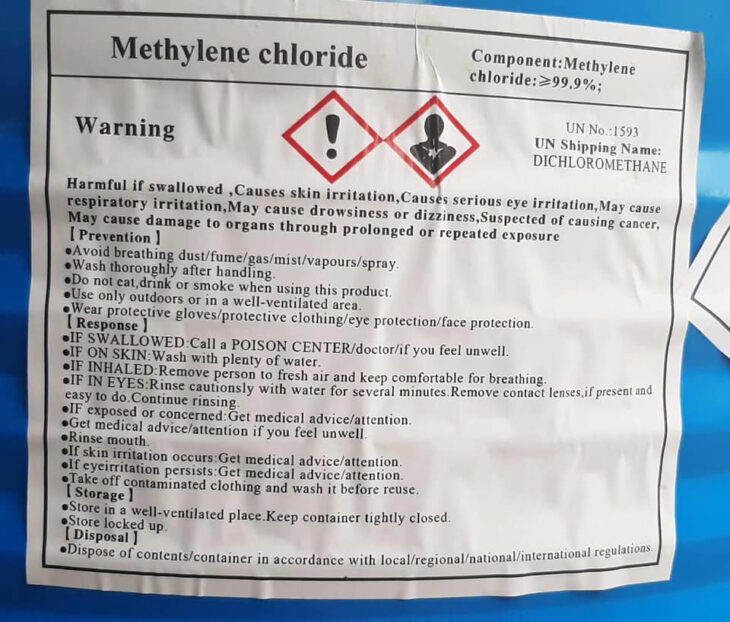 Methylene chloride
Component:Methylene
chloride:≥99.9%;
Warning
UN No.:1593
UN Shipping Name:
DICHLOROMETHANE
Harmful if swallowed ,Causes skin irritation,Causes serious eye irritation,May cause
respiratory irritation,May cause drowsiness or dizziness,Suspected of causing cancer,
May cause damage to organs through prolonged or repeated exposure
【Prevention】
●Avoid breathing dust/fume/gas/mist/vapours/spray.
●Wash thoroughly after handling.
●Do not eat,drink or smoke when using this product.
●Use only outdoors or in a well-ventilated area.
●Wear protective gloves/protective clothing/eye protection/face protection.
【Response】
●IF SWALLOWED:Call a POISON CENTER/doctor/if you feel unwell.
●IF ON SKIN:Wash with plenty of water.
●IF INHALED:Remove person to fresh air and keep comfortable for breathing.
●IF IN EYES:Rinse cautionsly with water for several minutes.Remove contact lenses,if present and
easy to do.Continue rinsing.
●IF exposed or concerned:Get medical advice/attention.
●Get medical advice/attention if you feel unwell.
●Rinse mouth.
●If skin irritation occurs:Get medical advice/attention.
●If eyeirritation persists:Get medical advice/attention.
●Take off contaminated clothing and wash it before reuse.
【Storage】
●Store in a well-ventilated place.Keep container tightly closed.
●Store locked up.
【Disposal】
●Dispose of contents/container in accordance with local/regional/national/international regulations.